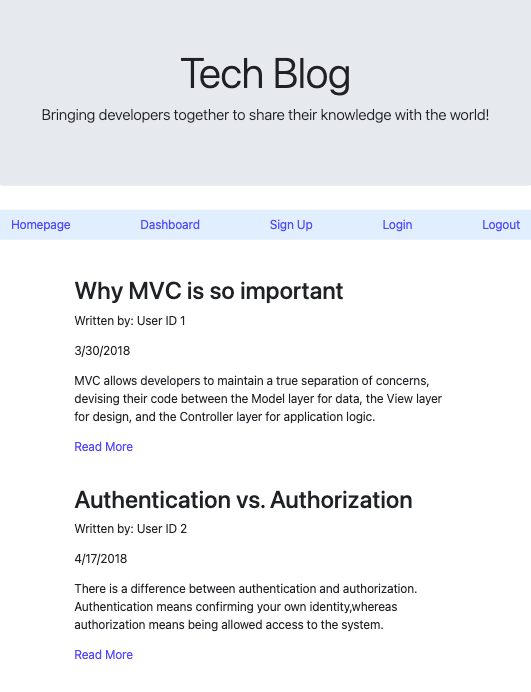 Tech Blog
Bringing developers together to share their knowledge with the world!
Homepage Dashboard Sign Up Login Logout
Why MVC is so important
Written by: User ID 1
3/30/2018
MVC allows developers to maintain a true separation of concerns,
devising their code between the Model layer for data, the View layer
for design, and the Controller layer for application logic.
Read More
Authentication vs. Authorization
Written by: User ID 2
4/17/2018
There is a difference between authentication and authorization.
Authentication means confirming your own identity,whereas
authorization means being allowed access to the system.
Read More